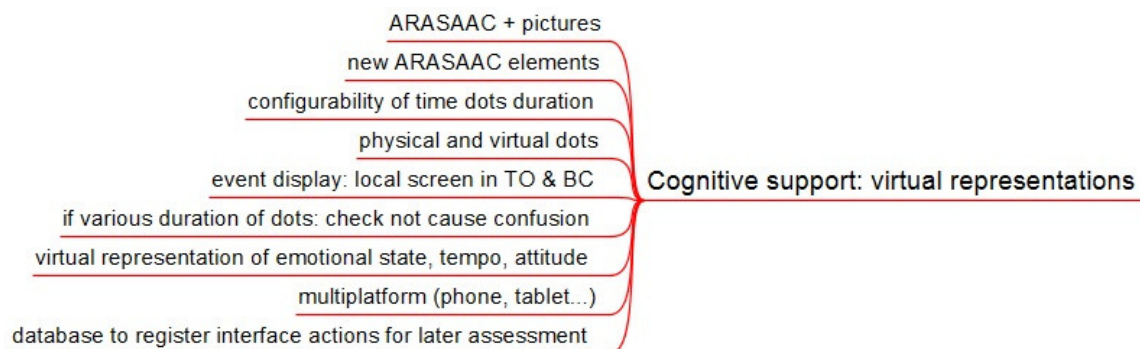 ARASAAC + pictures
new ARASAAC elements
configurability of time dots duration
physical and virtual dots
event display: local screen in TO & BC
if various duration of dots: check not cause confusion
virtual representation of emotional state, tempo, attitude
multiplatform (phone, tablet...)
database to register interface actions for later assessment
Cognitive support: virtual representations